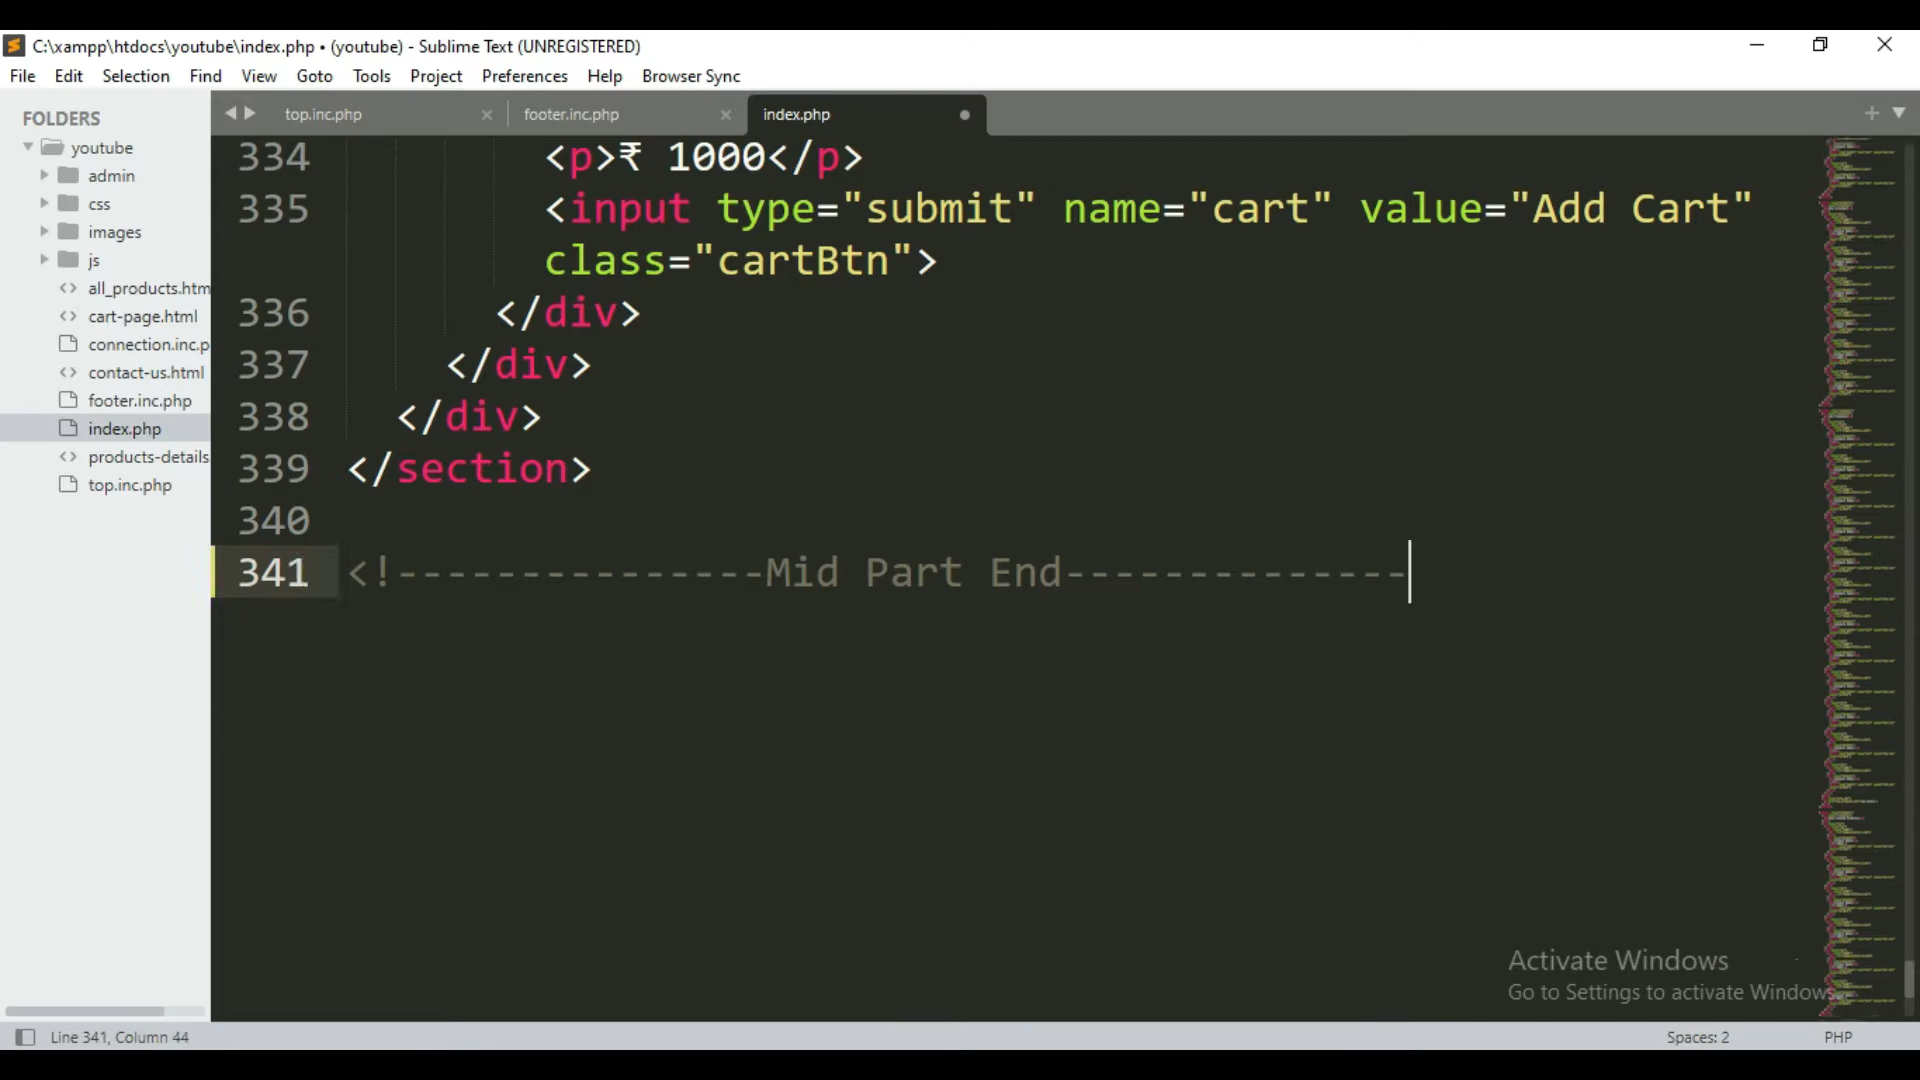 C:\xampp\htdocs\youtube\index.php • (youtube) - Sublime Text (UNREGISTERED)
File Edit Selection Find View Goto Tools Project Preferences Help Browser Sync
FOLDERS
youtube
admin
css
images
js
all_products.htm
cart-page.html
connection.inc.p
contact-us.html
footer.inc.php
index.php
products-details
top.inc.php
top.inc.php footer.inc.php index.php
334 <p>₹ 1000</p>
335 <input type="submit" name="cart" value="Add Cart"
class="cartBtn">
336 </div>
337 </div>
338 </div>
339 </section>
340
341 <!---------------Mid Part End--------------
Activate Windows
Go to Settings to activate Windows.
Line 341, Column 44 Spaces: 2 PHP